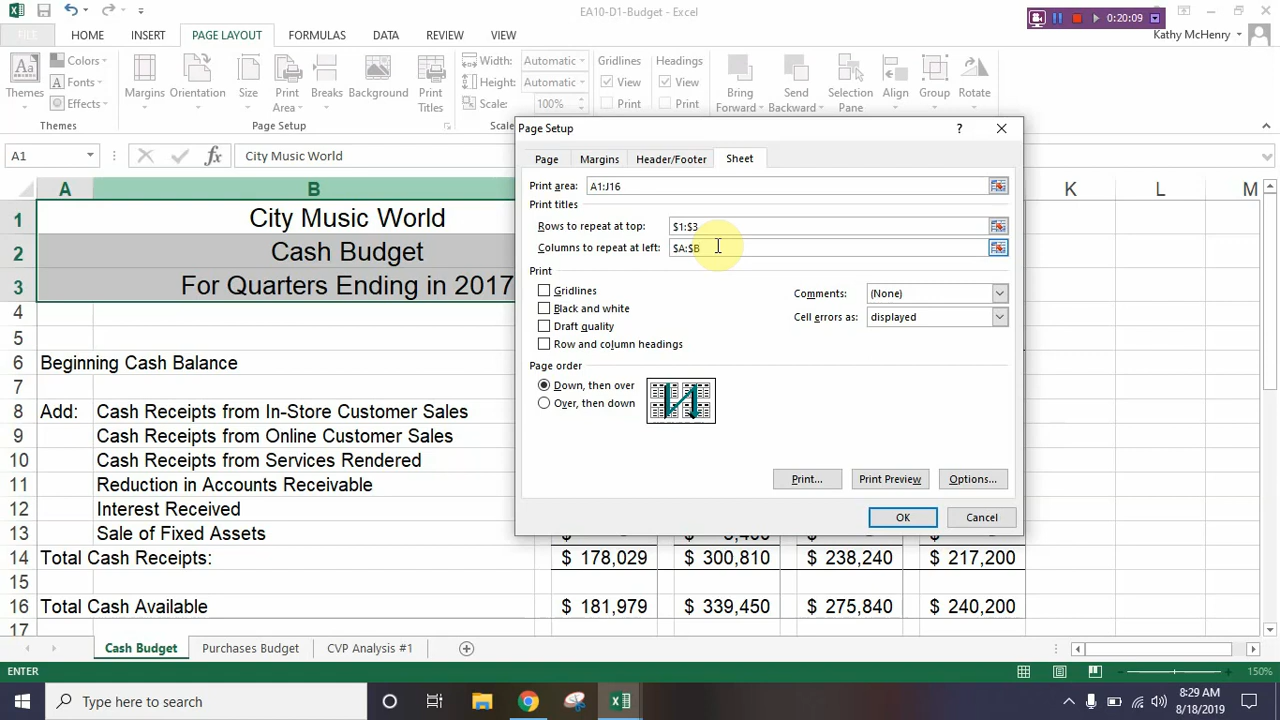 EA10-D1-Budget - Excel
00:20:09
FILE HOME INSERT PAGE LAYOUT FORMULAS DATA REVIEW VIEW
Kathy McHenry
Themes
Colors
Fonts
Effects
Themes
Margins
Orientation
Size
Print Area
Breaks
Background
Print Titles
Page Setup
Width: Automatic
Height: Automatic
Scale: 100%
Gridlines
View
Print
Headings
View
Print
Bring Forward
Send Backward
Selection Pane
Align
Group
Rotate
A1
City Music World
Page Setup
?
Page Margins Header/Footer Sheet
Print area: A1:J16
Print titles
Rows to repeat at top: $1:$3
Columns to repeat at left: $A:$B
Print
Gridlines
Black and white
Draft quality
Row and column headings
Comments: (None)
Cell errors as: displayed
Page order
Down, then over
Over, then down
Print... Print Preview Options...
OK Cancel
A B K L M
1 City Music World
2 Cash Budget
3 For Quarters Ending in 2017
4
5
6 Beginning Cash Balance
7
8 Add: Cash Receipts from In-Store Customer Sales
9 Cash Receipts from Online Customer Sales
10 Cash Receipts from Services Rendered
11 Reduction in Accounts Receivable
12 Interest Received
13 Sale of Fixed Assets
14 Total Cash Receipts: $ 178,029 $ 300,810 $ 238,240 $ 217,200
15
16 Total Cash Available $ 181,979 $ 339,450 $ 275,840 $ 240,200
17
Cash Budget Purchases Budget CVP Analysis #1
ENTER
150%
Type here to search
8:29 AM
8/18/2019